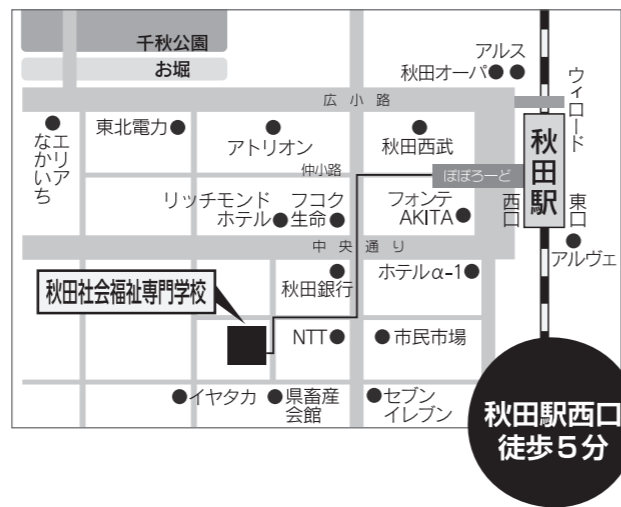 千秋公園
お堀
アルス
秋田オーパ
ウィロード
広小路
エリア
なかいち
東北電力
アトリオン
秋田西武
秋田駅
仲小路
ぽぽろーど
リッチモンド
ホテル
フコク
生命
フォンテ
AKITA
西口
東口
中央通り
アルヴェ
秋田社会福祉専門学校
秋田銀行
ホテルα-1
NTT
市民市場
イヤタカ
県畜産
会館
セブン
イレブン
秋田駅西口
徒歩5分